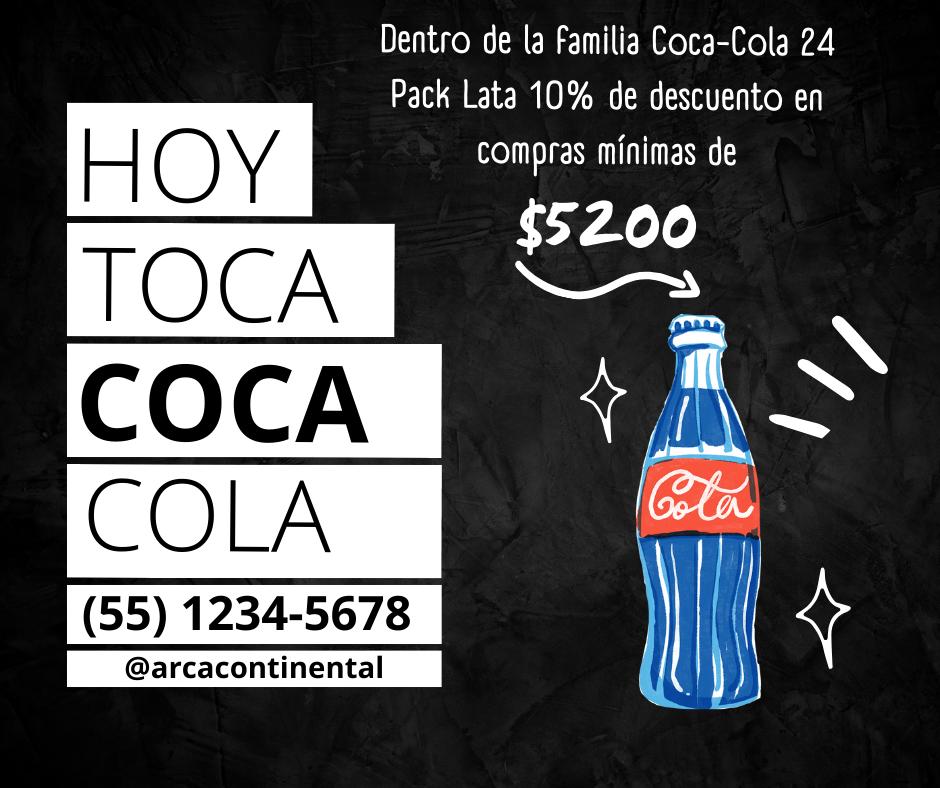 Dentro de la Familia Coca-Cola 24
Pack Lata 10% de descuento en
compras mínimas de
$5200
HOY
TOCA
COCA
COLA
(55) 1234-5678
@arcacontinental
Cola